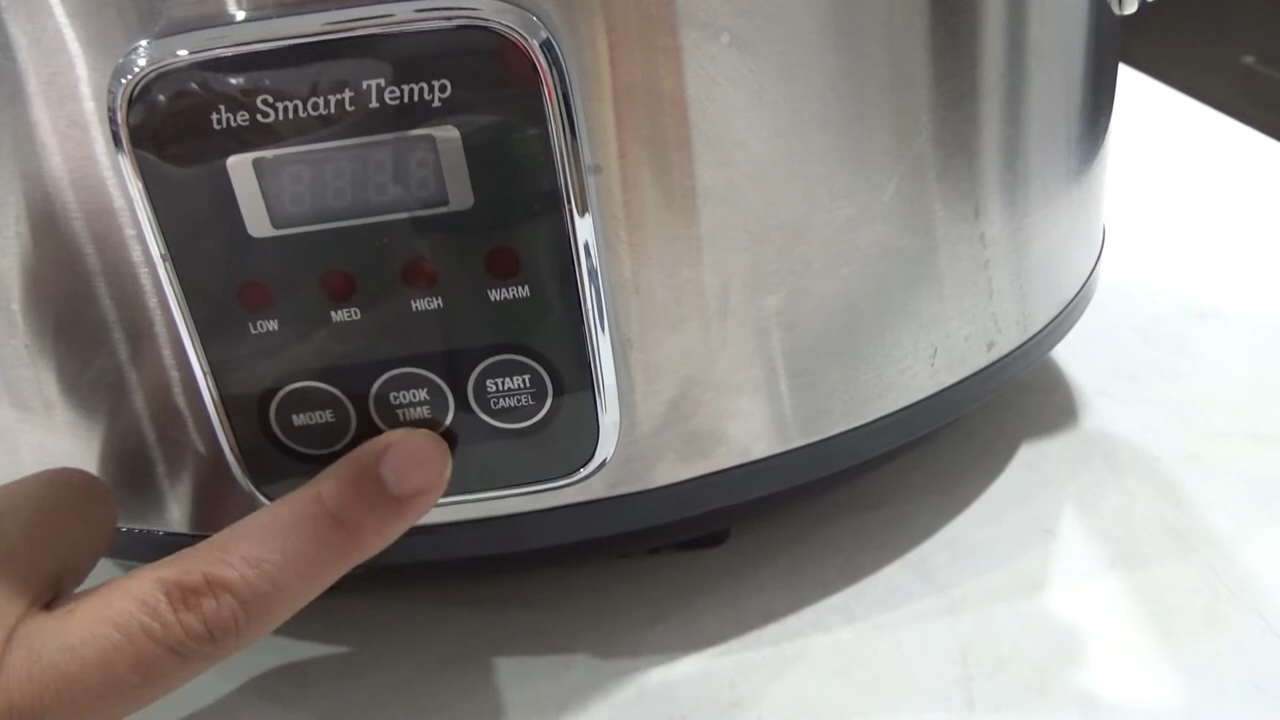 the Smart Temp
LOW
MED
HIGH
WARM
MODE
COOK
TIME
START
CANCEL